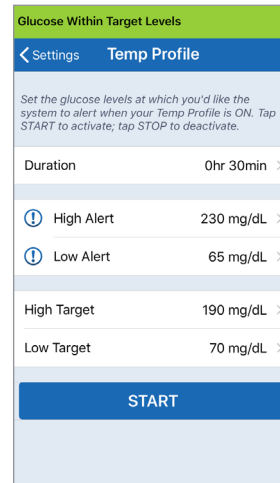 Glucose Within Target Levels
Settings Temp Profile
Set the glucose levels at which you'd like the
system to alert when your Temp Profile is ON. Tap
START to activate; tap STOP to deactivate.
Duration 0hr 30min
High Alert 230 mg/dL
Low Alert 65 mg/dL
High Target 190 mg/dL
Low Target 70 mg/dL
START